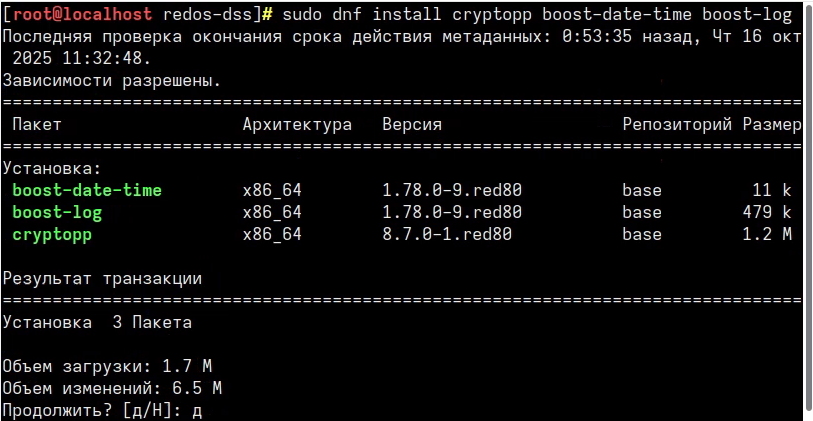 [root@localhost redos-dss]# sudo dnf install cryptopp boost-date-time boost-log
Последняя проверка окончания срока действия метаданных: 0:53:35 назад, Чт 16 окт
2025 11:32:48.
Зависимости разрешены.
================================================================================
Пакет Архитектура Версия Репозиторий Размер
================================================================================
Установка:
boost-date-time x86_64 1.78.0-9.red80 base 11 k
boost-log x86_64 1.78.0-9.red80 base 479 k
cryptopp x86_64 8.7.0-1.red80 base 1.2 M
Результат транзакции
================================================================================
Установка 3 Пакета
Объем загрузки: 1.7 M
Объем изменений: 6.5 M
Продолжить? [д/Н]: д